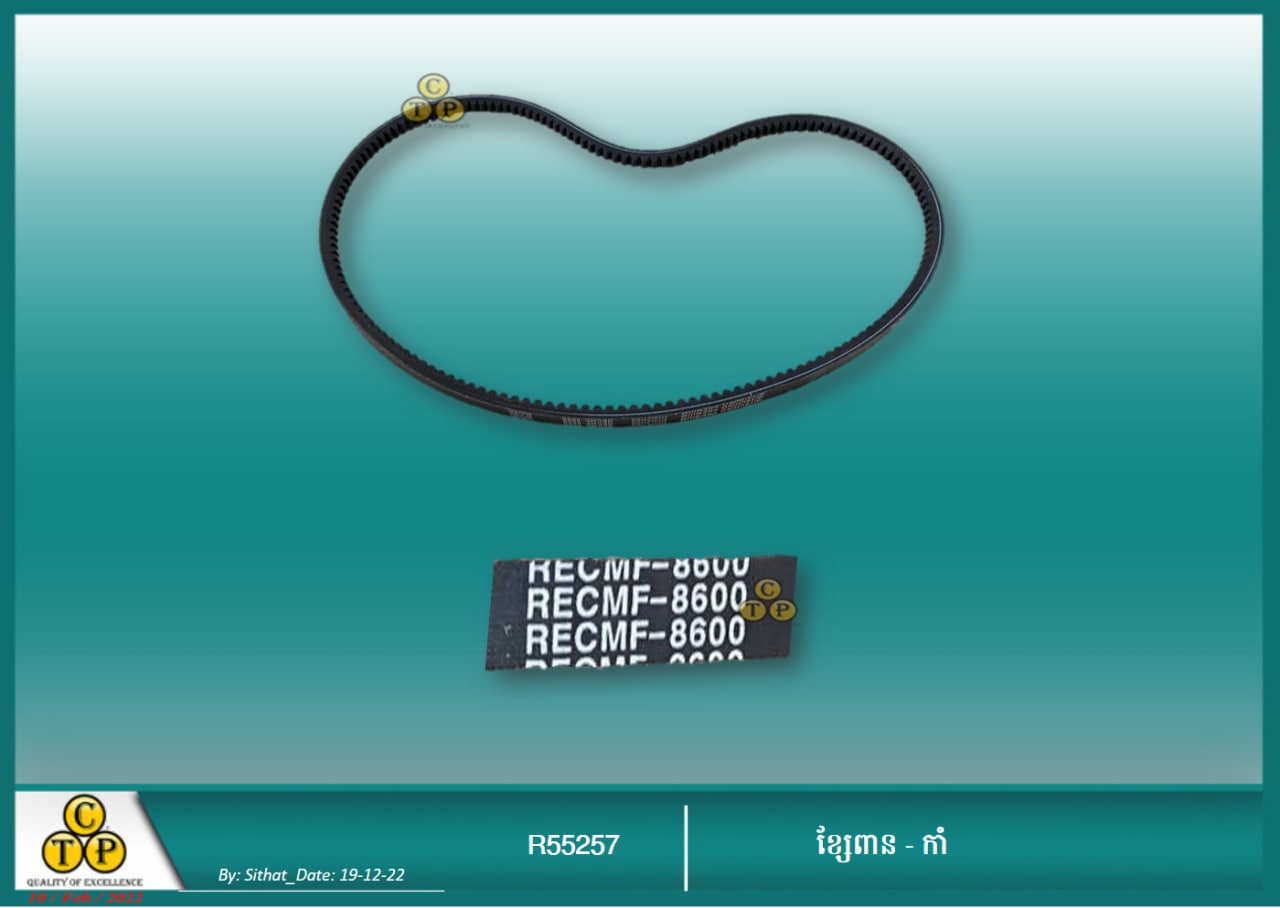 C
T P
RECMF-8600
RECMF-8600
RECMF-8600
C
T P
C
T P
QUALITY OF EXCELLENCE
By: Sithat_Date: 19-12-22
R55257
ខ្សែពាន - កាំ